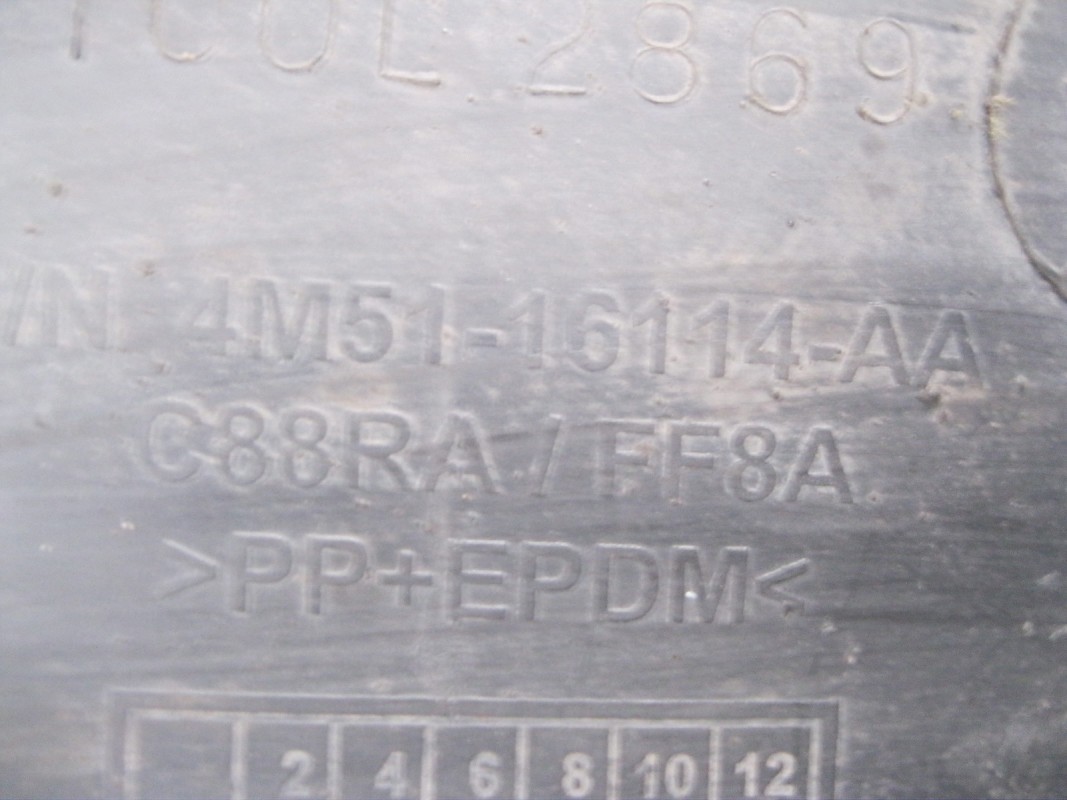 2869
4M51-16114-AA
C88RA / FF8A
>PP+EPDM<
2 4 6 8 10 12